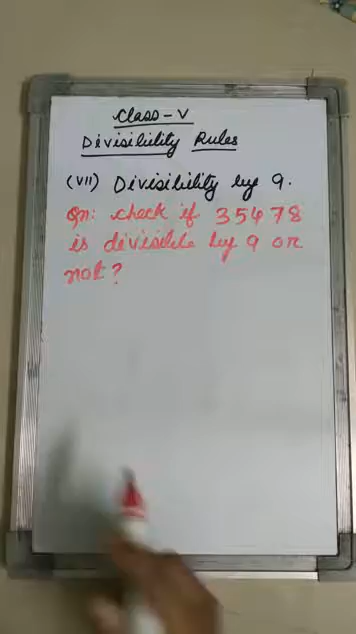 Class-V
Divisibility Rules
(VII) Divisibility by 9.
Qn: check if 35478
is divisible by 9 or
not?